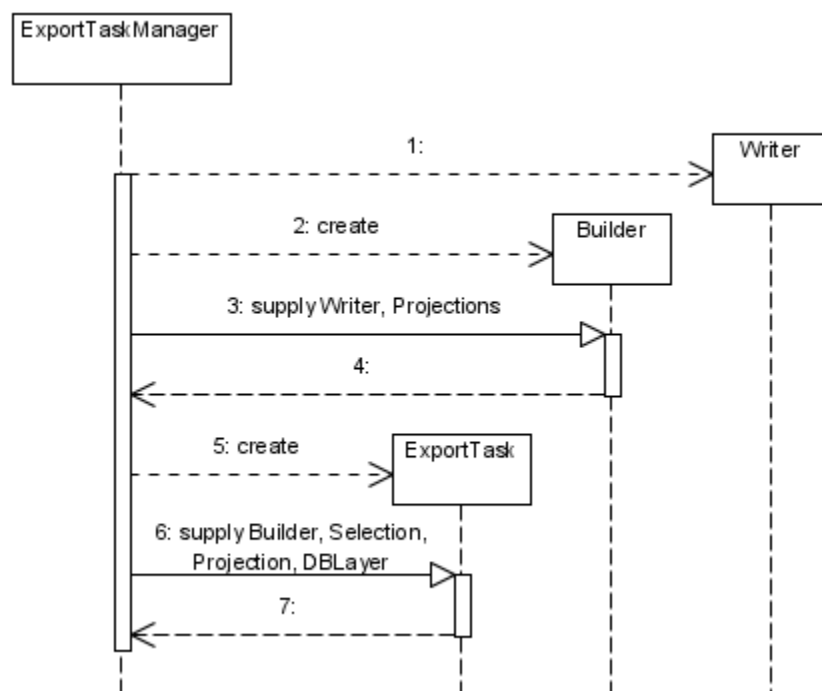 ExportTaskManager
1:
Writer
2: create
Builder
3: supply Writer, Projections
4:
5: create
ExportTask
6: supply Builder, Selection,
Projection, DBLayer
7: